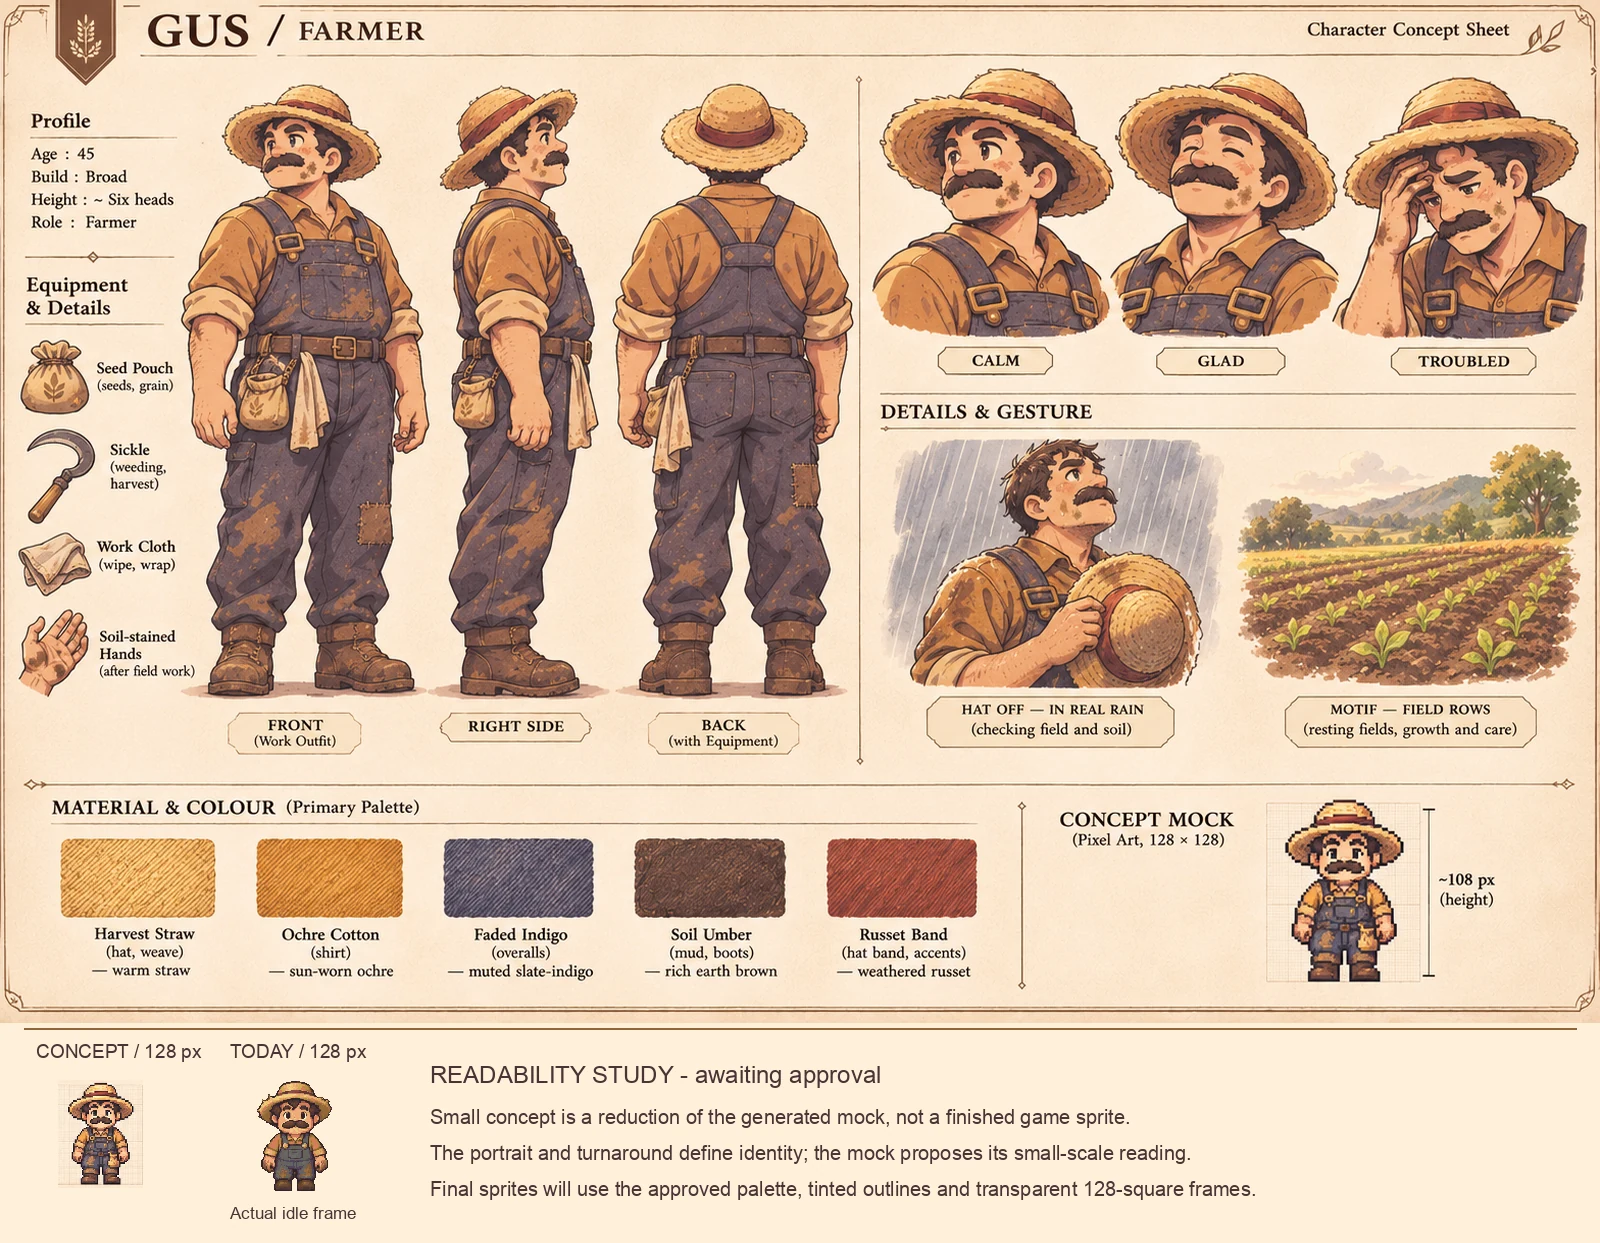 GUS / FARMER
Character Concept Sheet
Profile
Age : 45
Build : Broad
Height : ~ Six heads
Role : Farmer
Equipment
& Details
Seed Pouch
(seeds, grain)
Sickle
(weeding,
harvest)
Work Cloth
(wipe, wrap)
Soil-stained
Hands
(after field work)
FRONT
(Work Outfit)
RIGHT SIDE
BACK
(with Equipment)
CALM
GLAD
TROUBLED
DETAILS & GESTURE
HAT OFF — IN REAL RAIN
(checking field and soil)
MOTIF — FIELD ROWS
(resting fields, growth and care)
MATERIAL & COLOUR (Primary Palette)
Harvest Straw
(hat, weave)
— warm straw
Ochre Cotton
(shirt)
— sun-worn ochre
Faded Indigo
(overalls)
— muted slate-indigo
Soil Umber
(mud, boots)
— rich earth brown
Russet Band
(hat band, accents)
— weathered russet
CONCEPT MOCK
(Pixel Art, 128 × 128)
~108 px
(height)
CONCEPT / 128 px
TODAY / 128 px
Actual idle frame
READABILITY STUDY - awaiting approval
Small concept is a reduction of the generated mock, not a finished game sprite.
The portrait and turnaround define identity; the mock proposes its small-scale reading.
Final sprites will use the approved palette, tinted outlines and transparent 128-square frames.